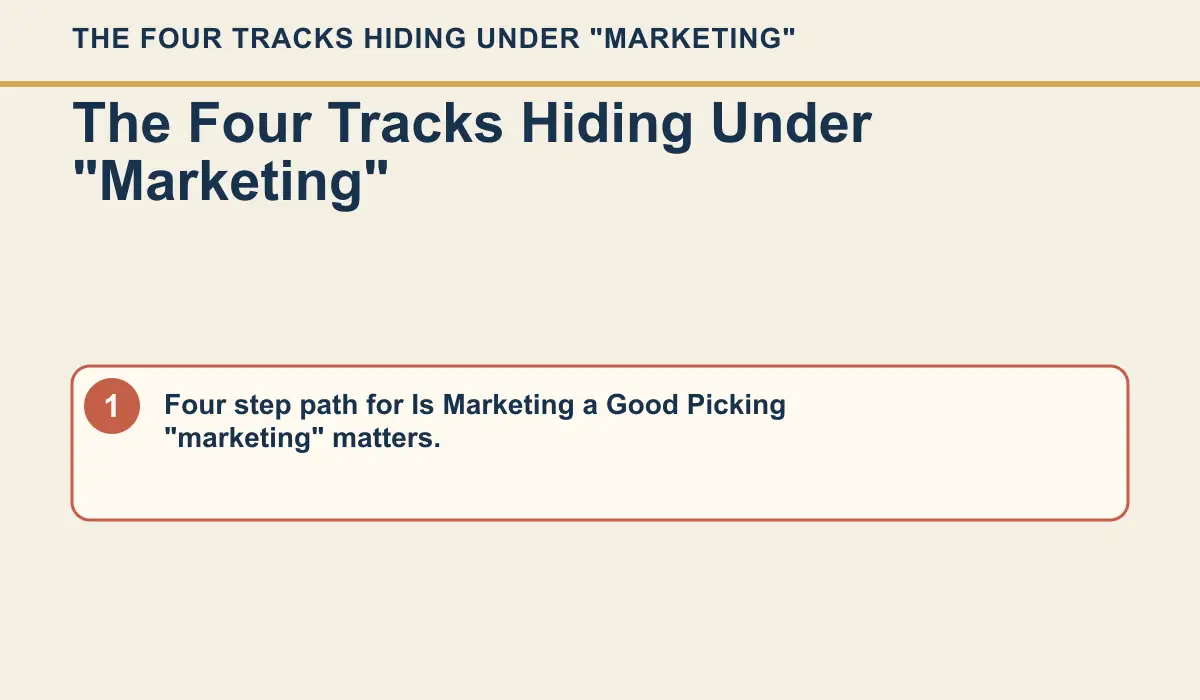 THE FOUR TRACKS HIDING UNDER "MARKETING"
The Four Tracks Hiding Under
"Marketing"
1
Four step path for Is Marketing a Good Picking
"marketing" matters.